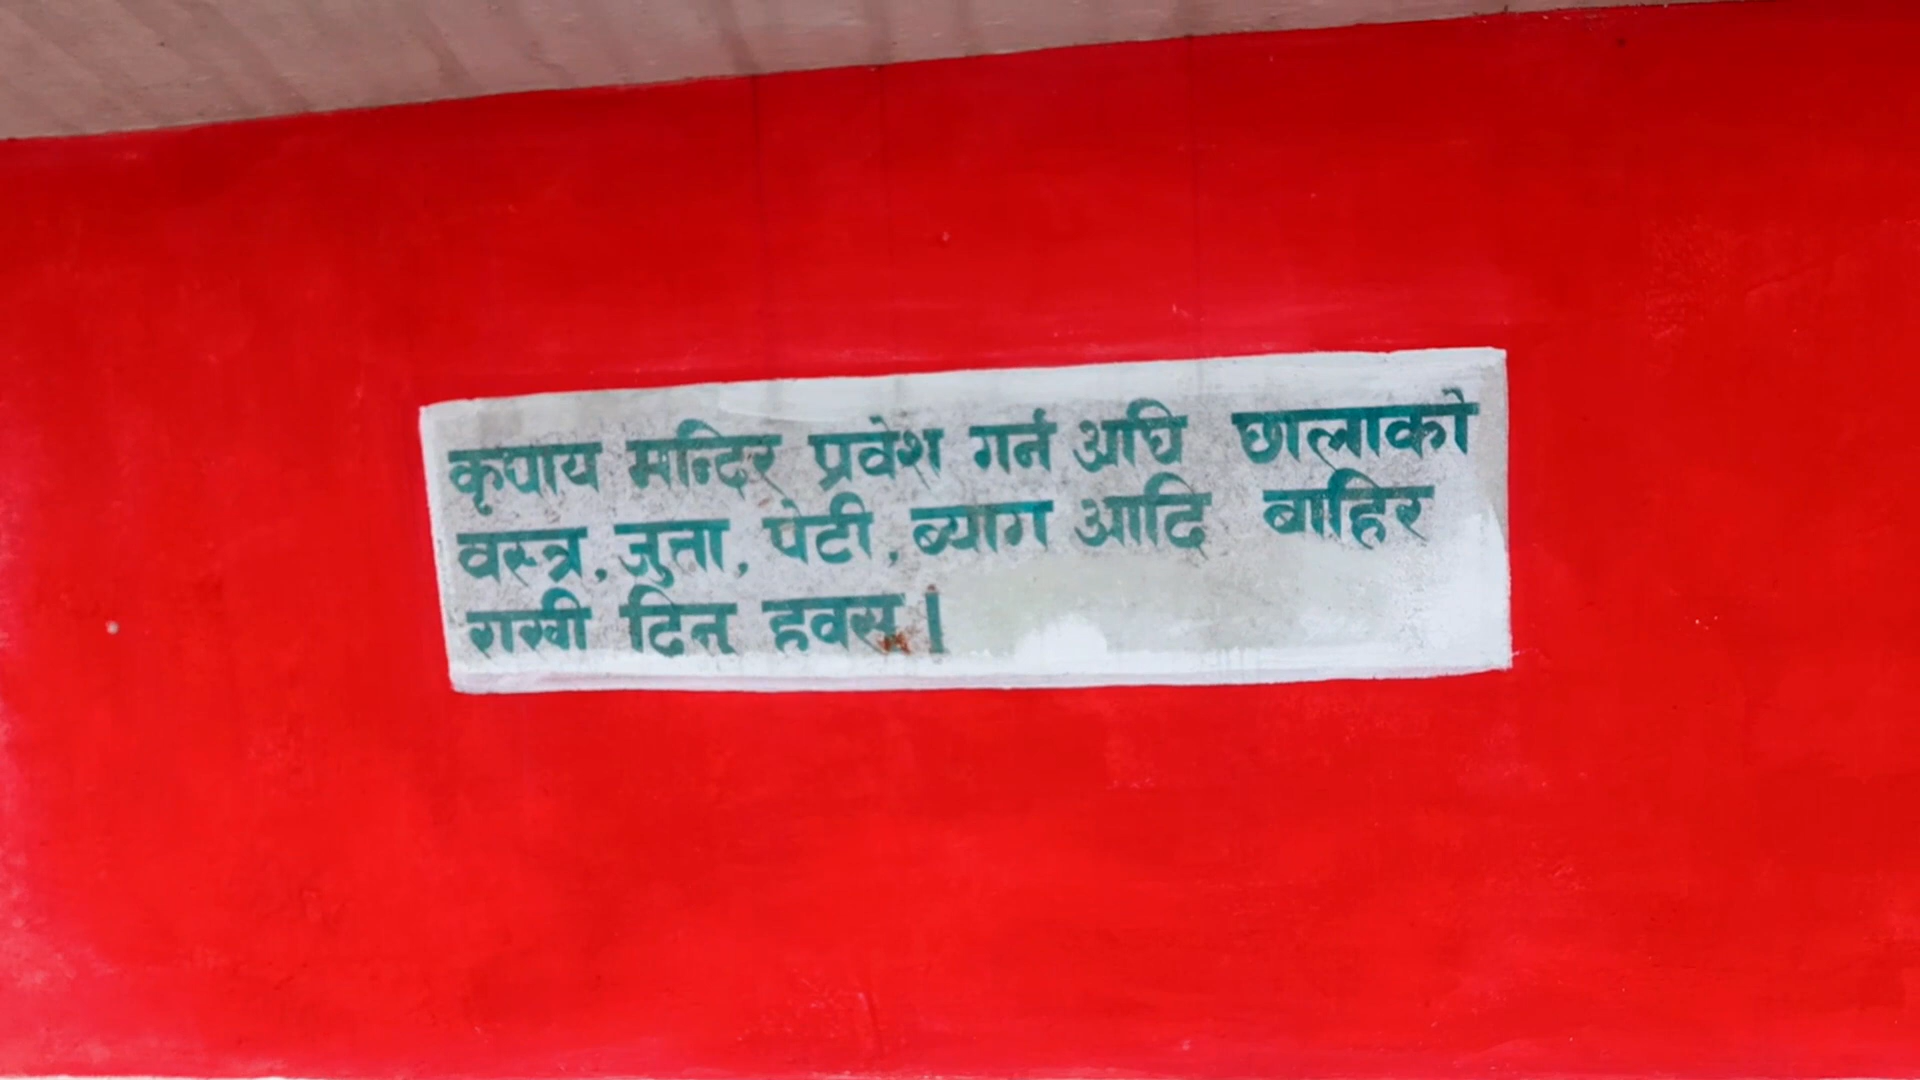 कृपाय मन्दिर प्रवेश गर्न अघि छालाको
वस्त्र, जुता, पेटी, ब्याग आदि बाहिर
राखी दिनु हवस् ।